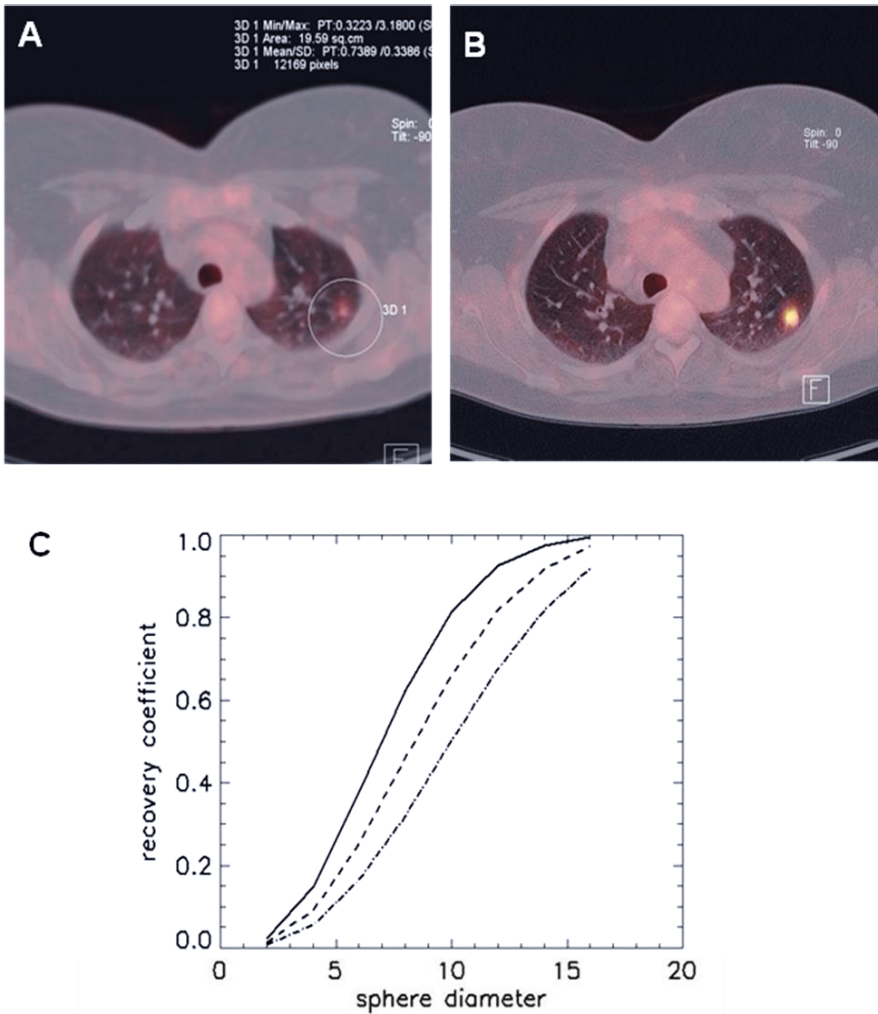 A
3D 1 Min/Max: PT:0.3223 /3.1800 (S
3D 1 Area: 19.59 sq.cm
3D 1 Mean/SD: PT:0.7389 /0.3386 (S
3D 1 12169 pixels
Spin: 0
Tilt: -90
3D 1
B
Spin: 0
Tilt: -90
F
C
1.0
0.8
0.6
0.4
0.2
0.0
recovery coefficient
0 5 10 15 20
sphere diameter